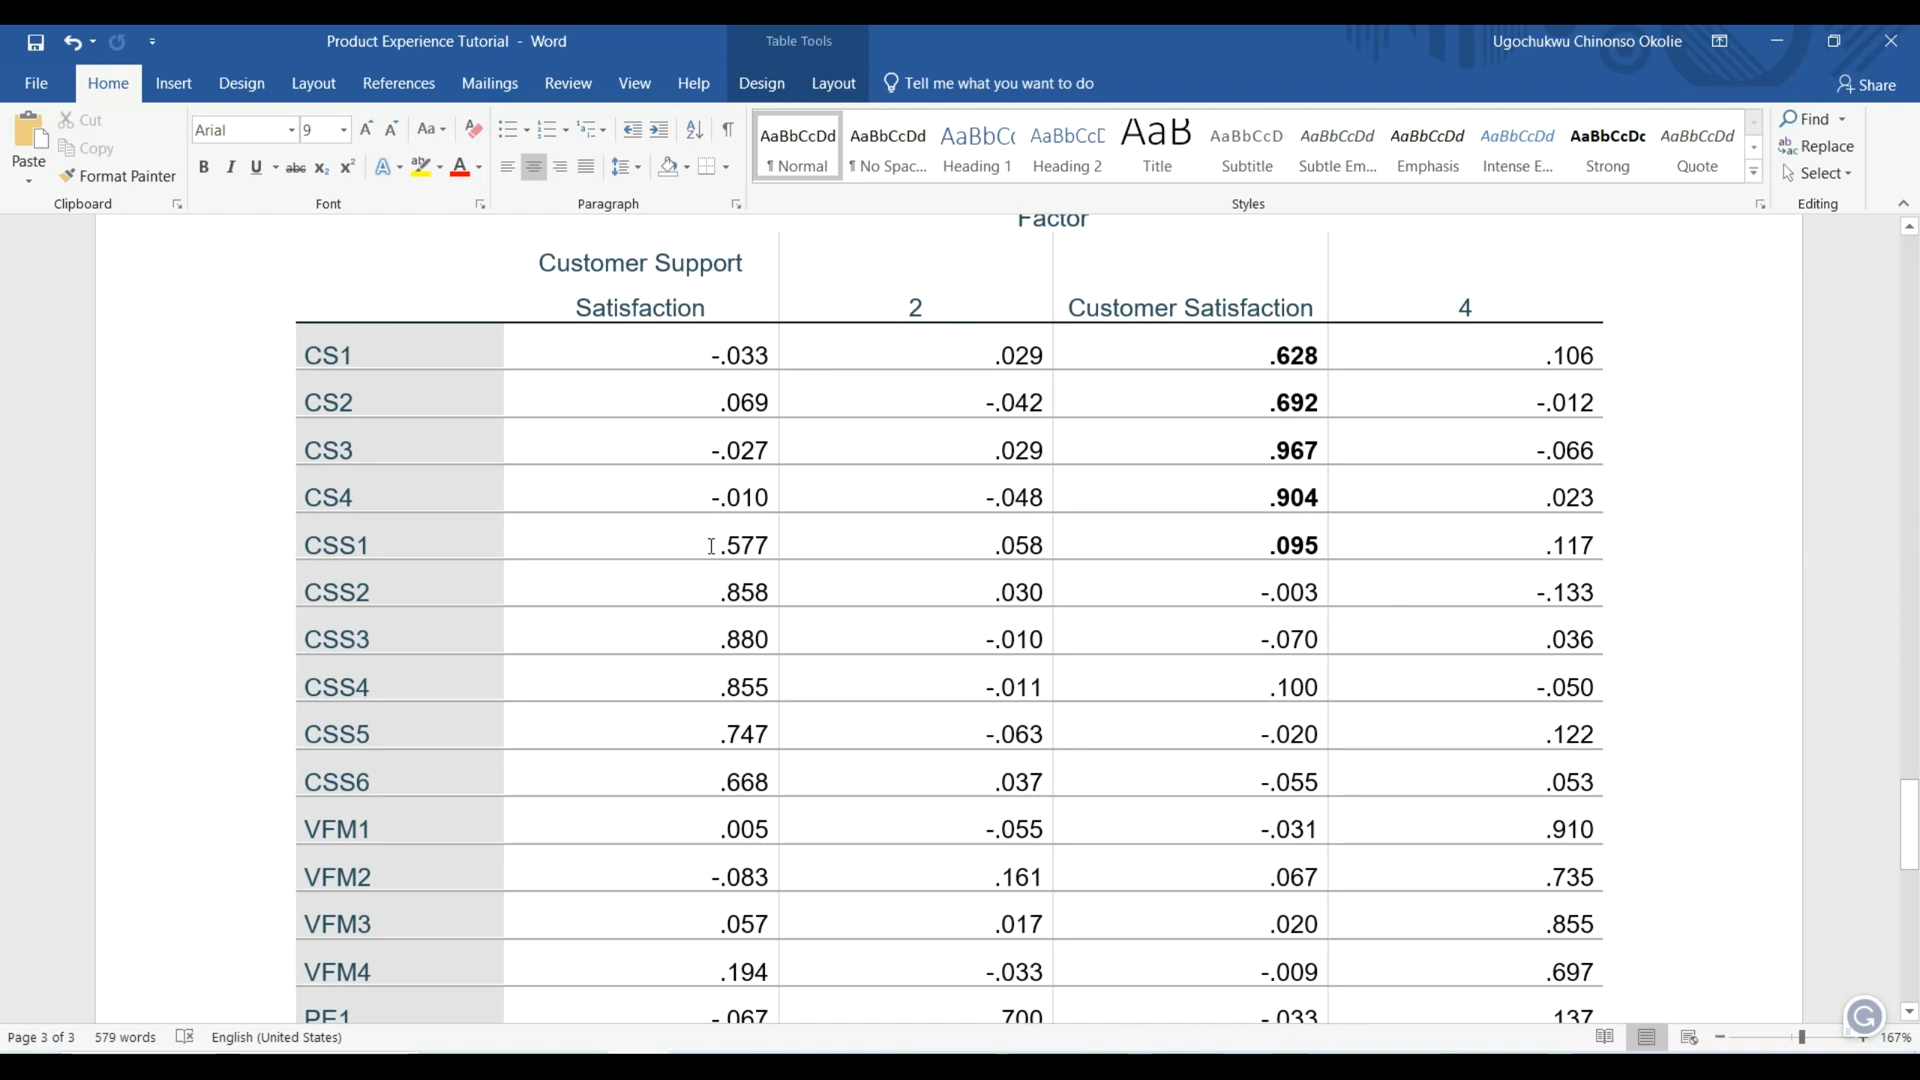 Product Experience Tutorial - Word
Table Tools
Ugochukwu Chinonso Okolie
File Home Insert Design Layout References Mailings Review View Help Design Layout Tell me what you want to do Share
Paste Cut
Copy
Format Painter
Clipboard
Arial 9
Font
Paragraph
AaBbCcDd AaBbCcDd AaBbC( AaBbCcE AaB AaBbCcD AaBbCcDd AaBbCcDd AaBbCcDd AaBbCcDc AaBbCcDd
¶ Normal ¶ No Spac... Heading 1 Heading 2 Title Subtitle Subtle Em... Emphasis Intense E... Strong Quote
Styles
Find
Replace
Select
Editing
Factor
Customer Support
Satisfaction 2 Customer Satisfaction 4
CS1 -.033 .029 .628 .106
CS2 .069 -.042 .692 -.012
CS3 -.027 .029 .967 -.066
CS4 -.010 -.048 .904 .023
CSS1 .577 .058 .095 .117
CSS2 .858 .030 -.003 -.133
CSS3 .880 -.010 -.070 .036
CSS4 .855 -.011 .100 -.050
CSS5 .747 -.063 -.020 .122
CSS6 .668 .037 -.055 .053
VFM1 .005 -.055 -.031 .910
VFM2 -.083 .161 .067 .735
VFM3 .057 .017 .020 .855
VFM4 .194 -.033 -.009 .697
PE1 -.067 .700 -.033 .137
Page 3 of 3 579 words English (United States) 167%